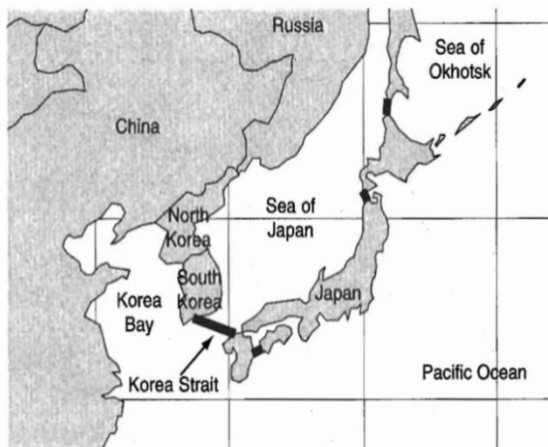 Russia
Sea of
Okhotsk
China
North
Korea
Sea of
Japan
South
Korea
Japan
Korea
Bay
Korea Strait
Pacific Ocean